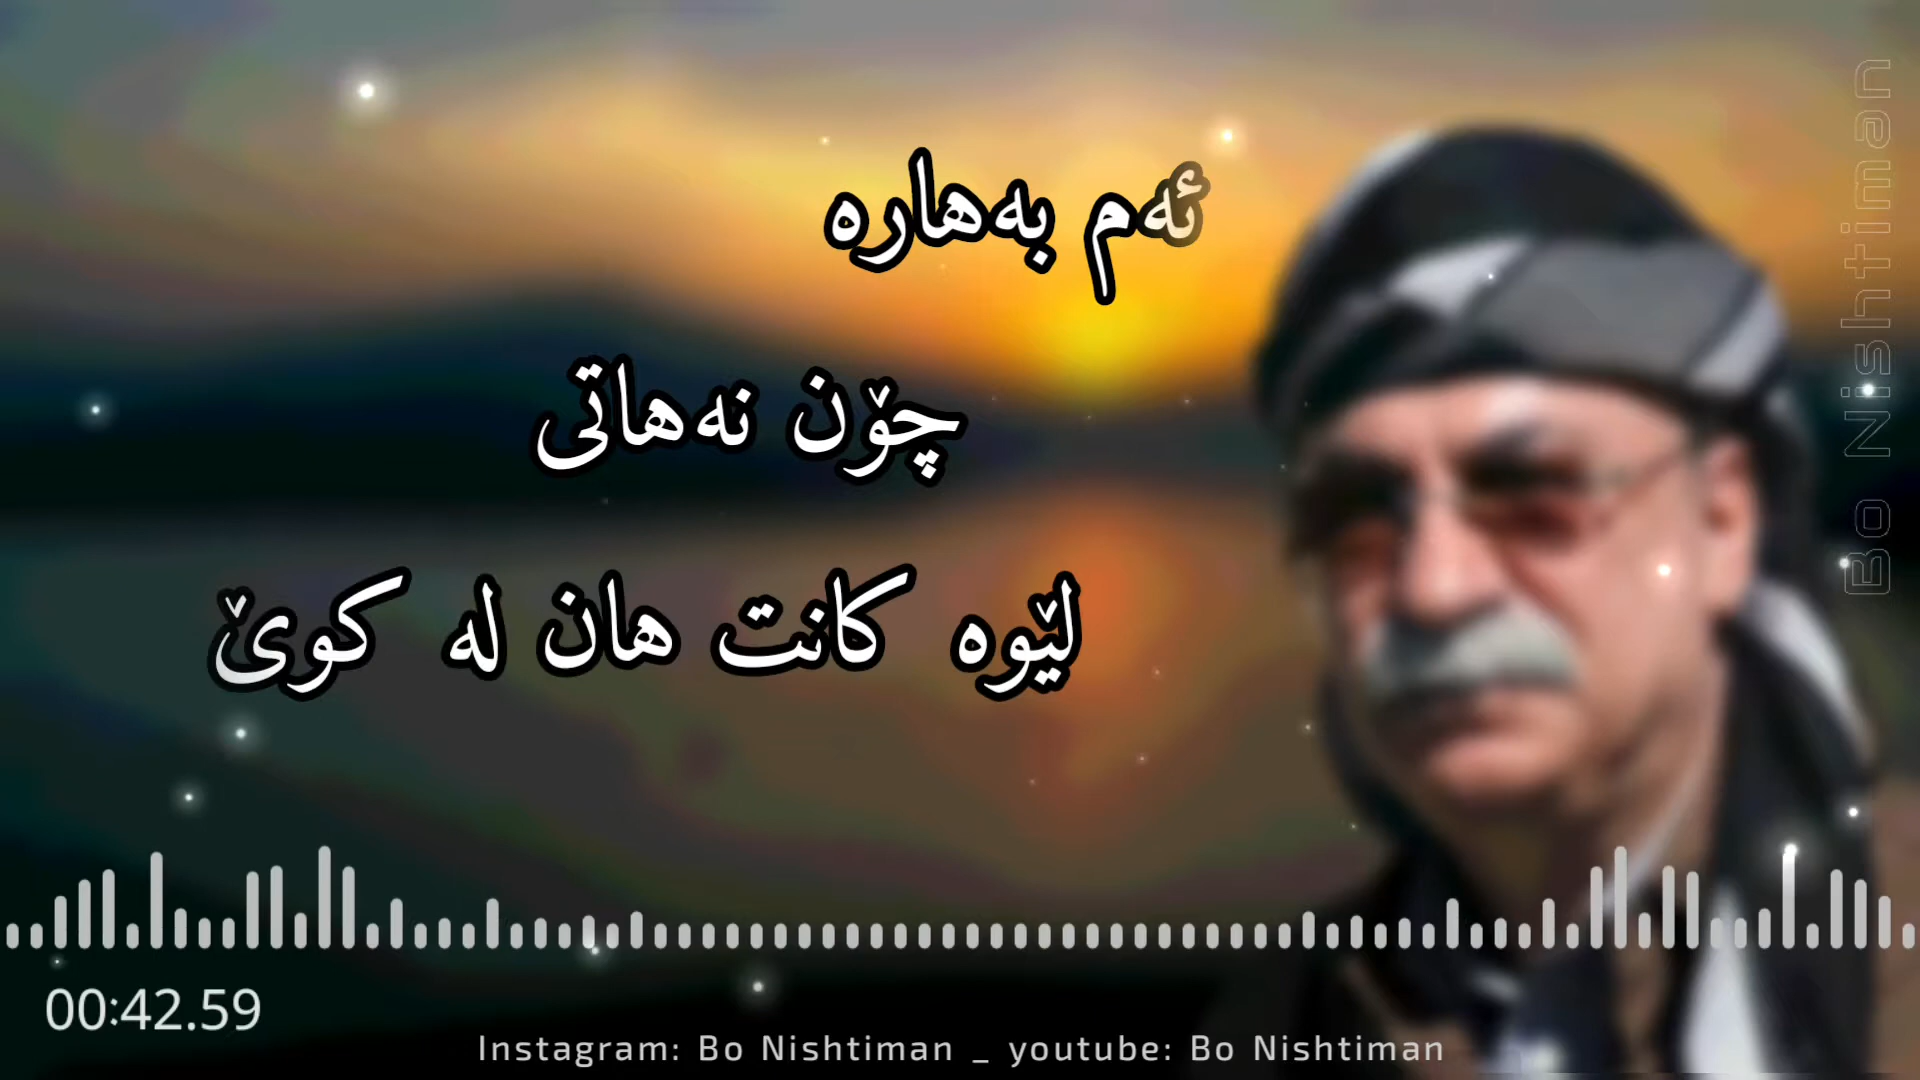 ئەم بەهارە
چۆن نەهاتی
لێوە کانت هان لە کوێ
Bo Nishtiman
00:42.59
Instagram: Bo Nishtiman _ youtube: Bo Nishtiman